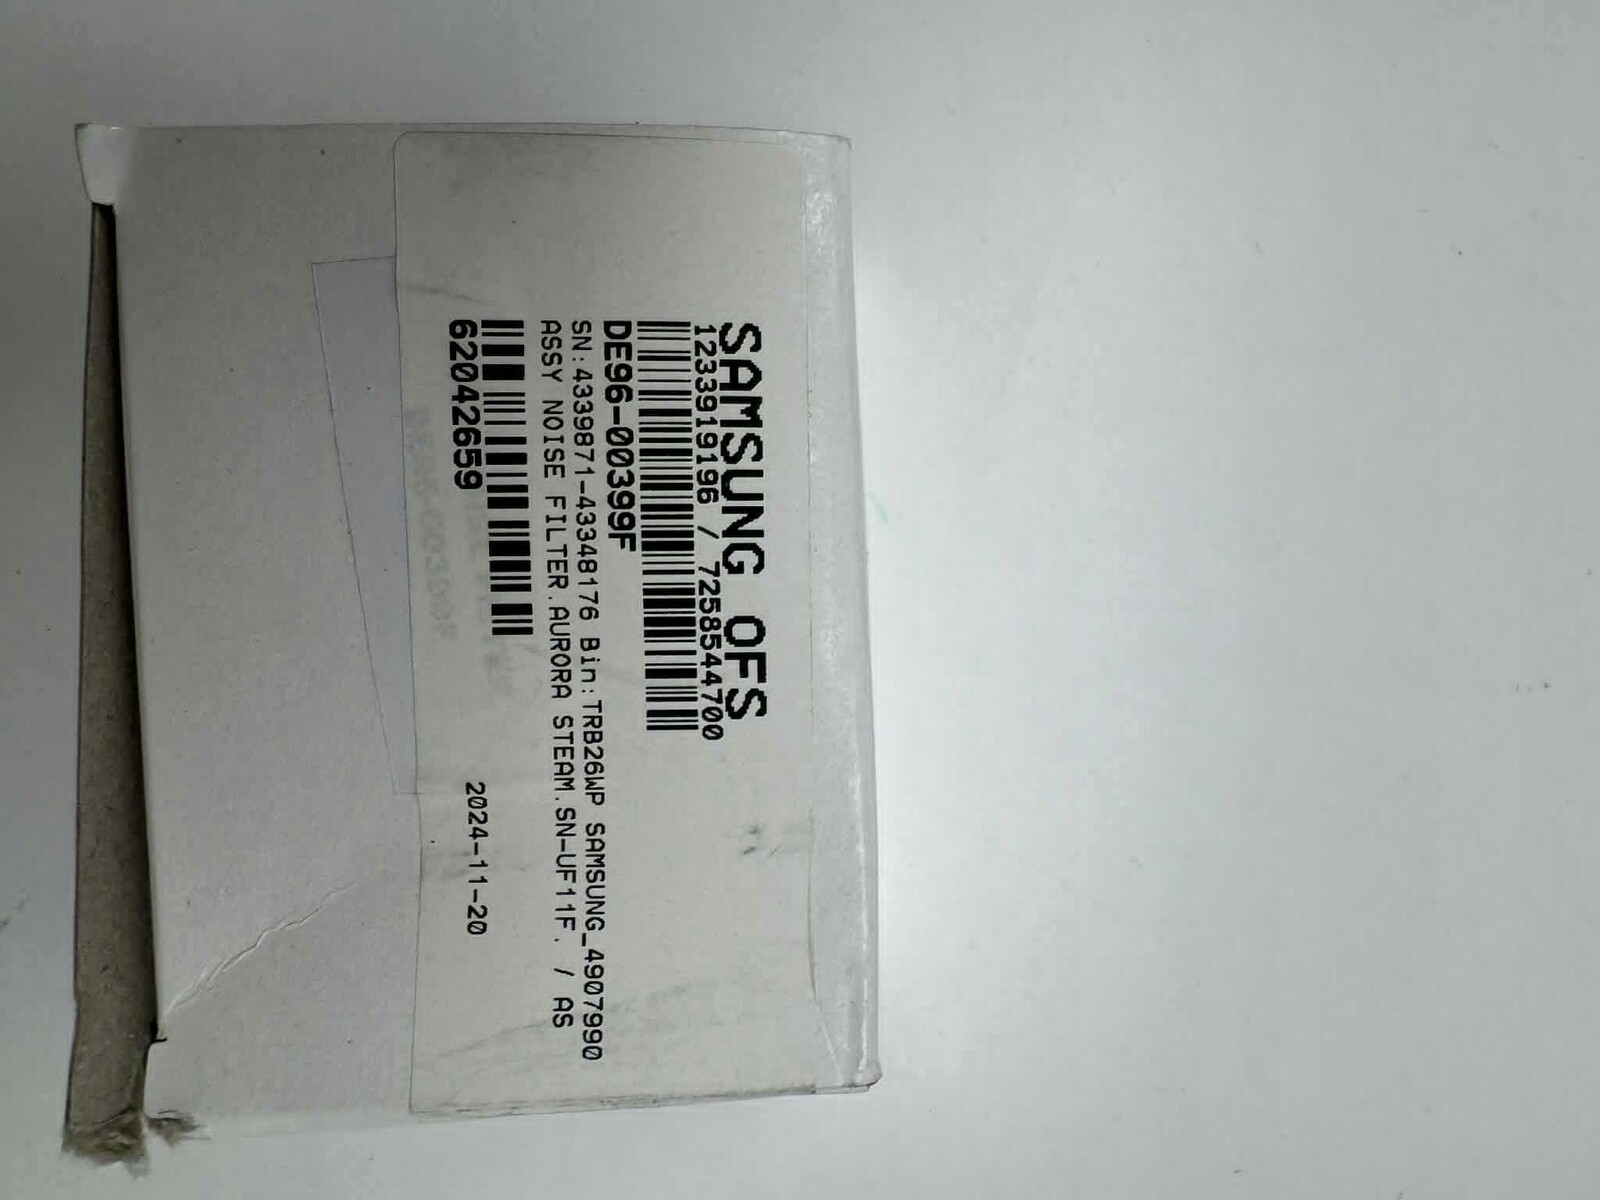 SAMSUNG OFS
1233919196 / 7258544700
DE96-00399F
SN:4339871-43348176 Bin:TRB26WP SAMSUNG_4907990
ASSY NOISE FILTER.AURORA STEAM.SN-UF11F. / AS
62042659
2024-11-20